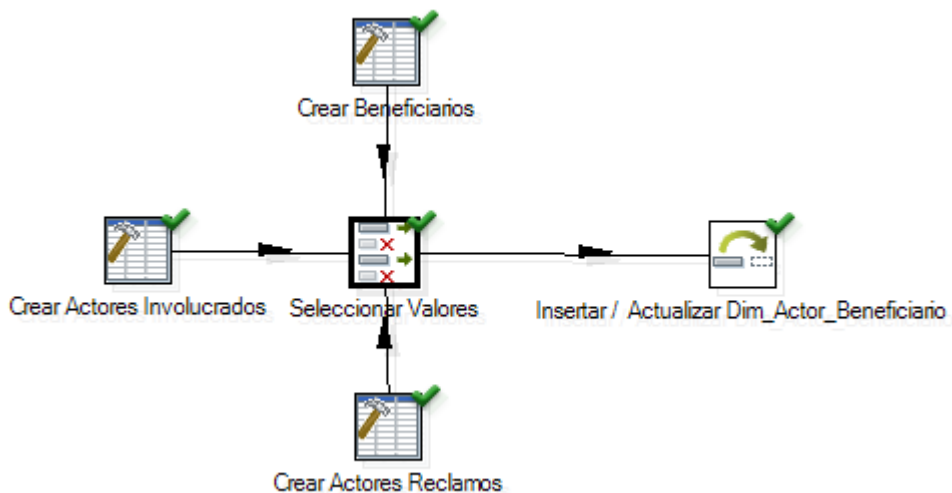 Crear Beneficiarios
Crear Actores Involucrados
Seleccionar Valores
Insertar / Actualizar Dim_Actor_Beneficiario
Crear Actores Reclamos